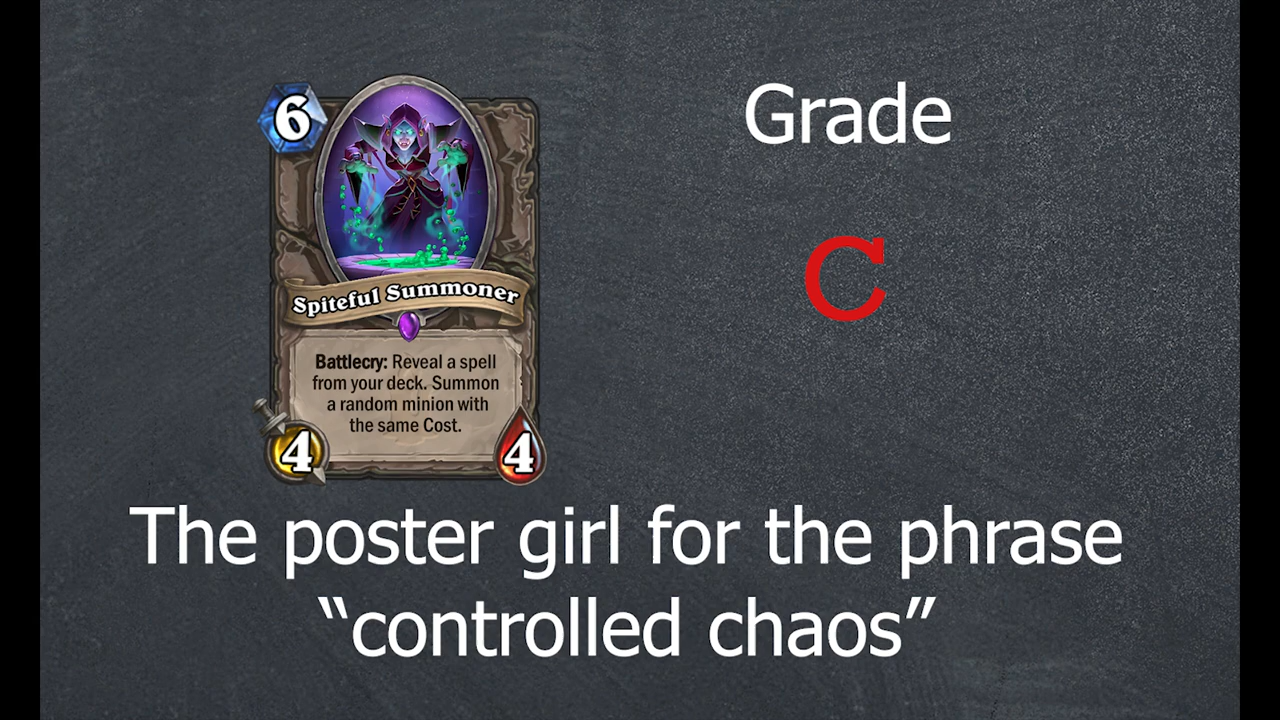 6
Grade
C
Spiteful Summoner
Battlecry: Reveal a spell
from your deck. Summon
a random minion with
the same Cost.
4
4
The poster girl for the phrase
“controlled chaos”